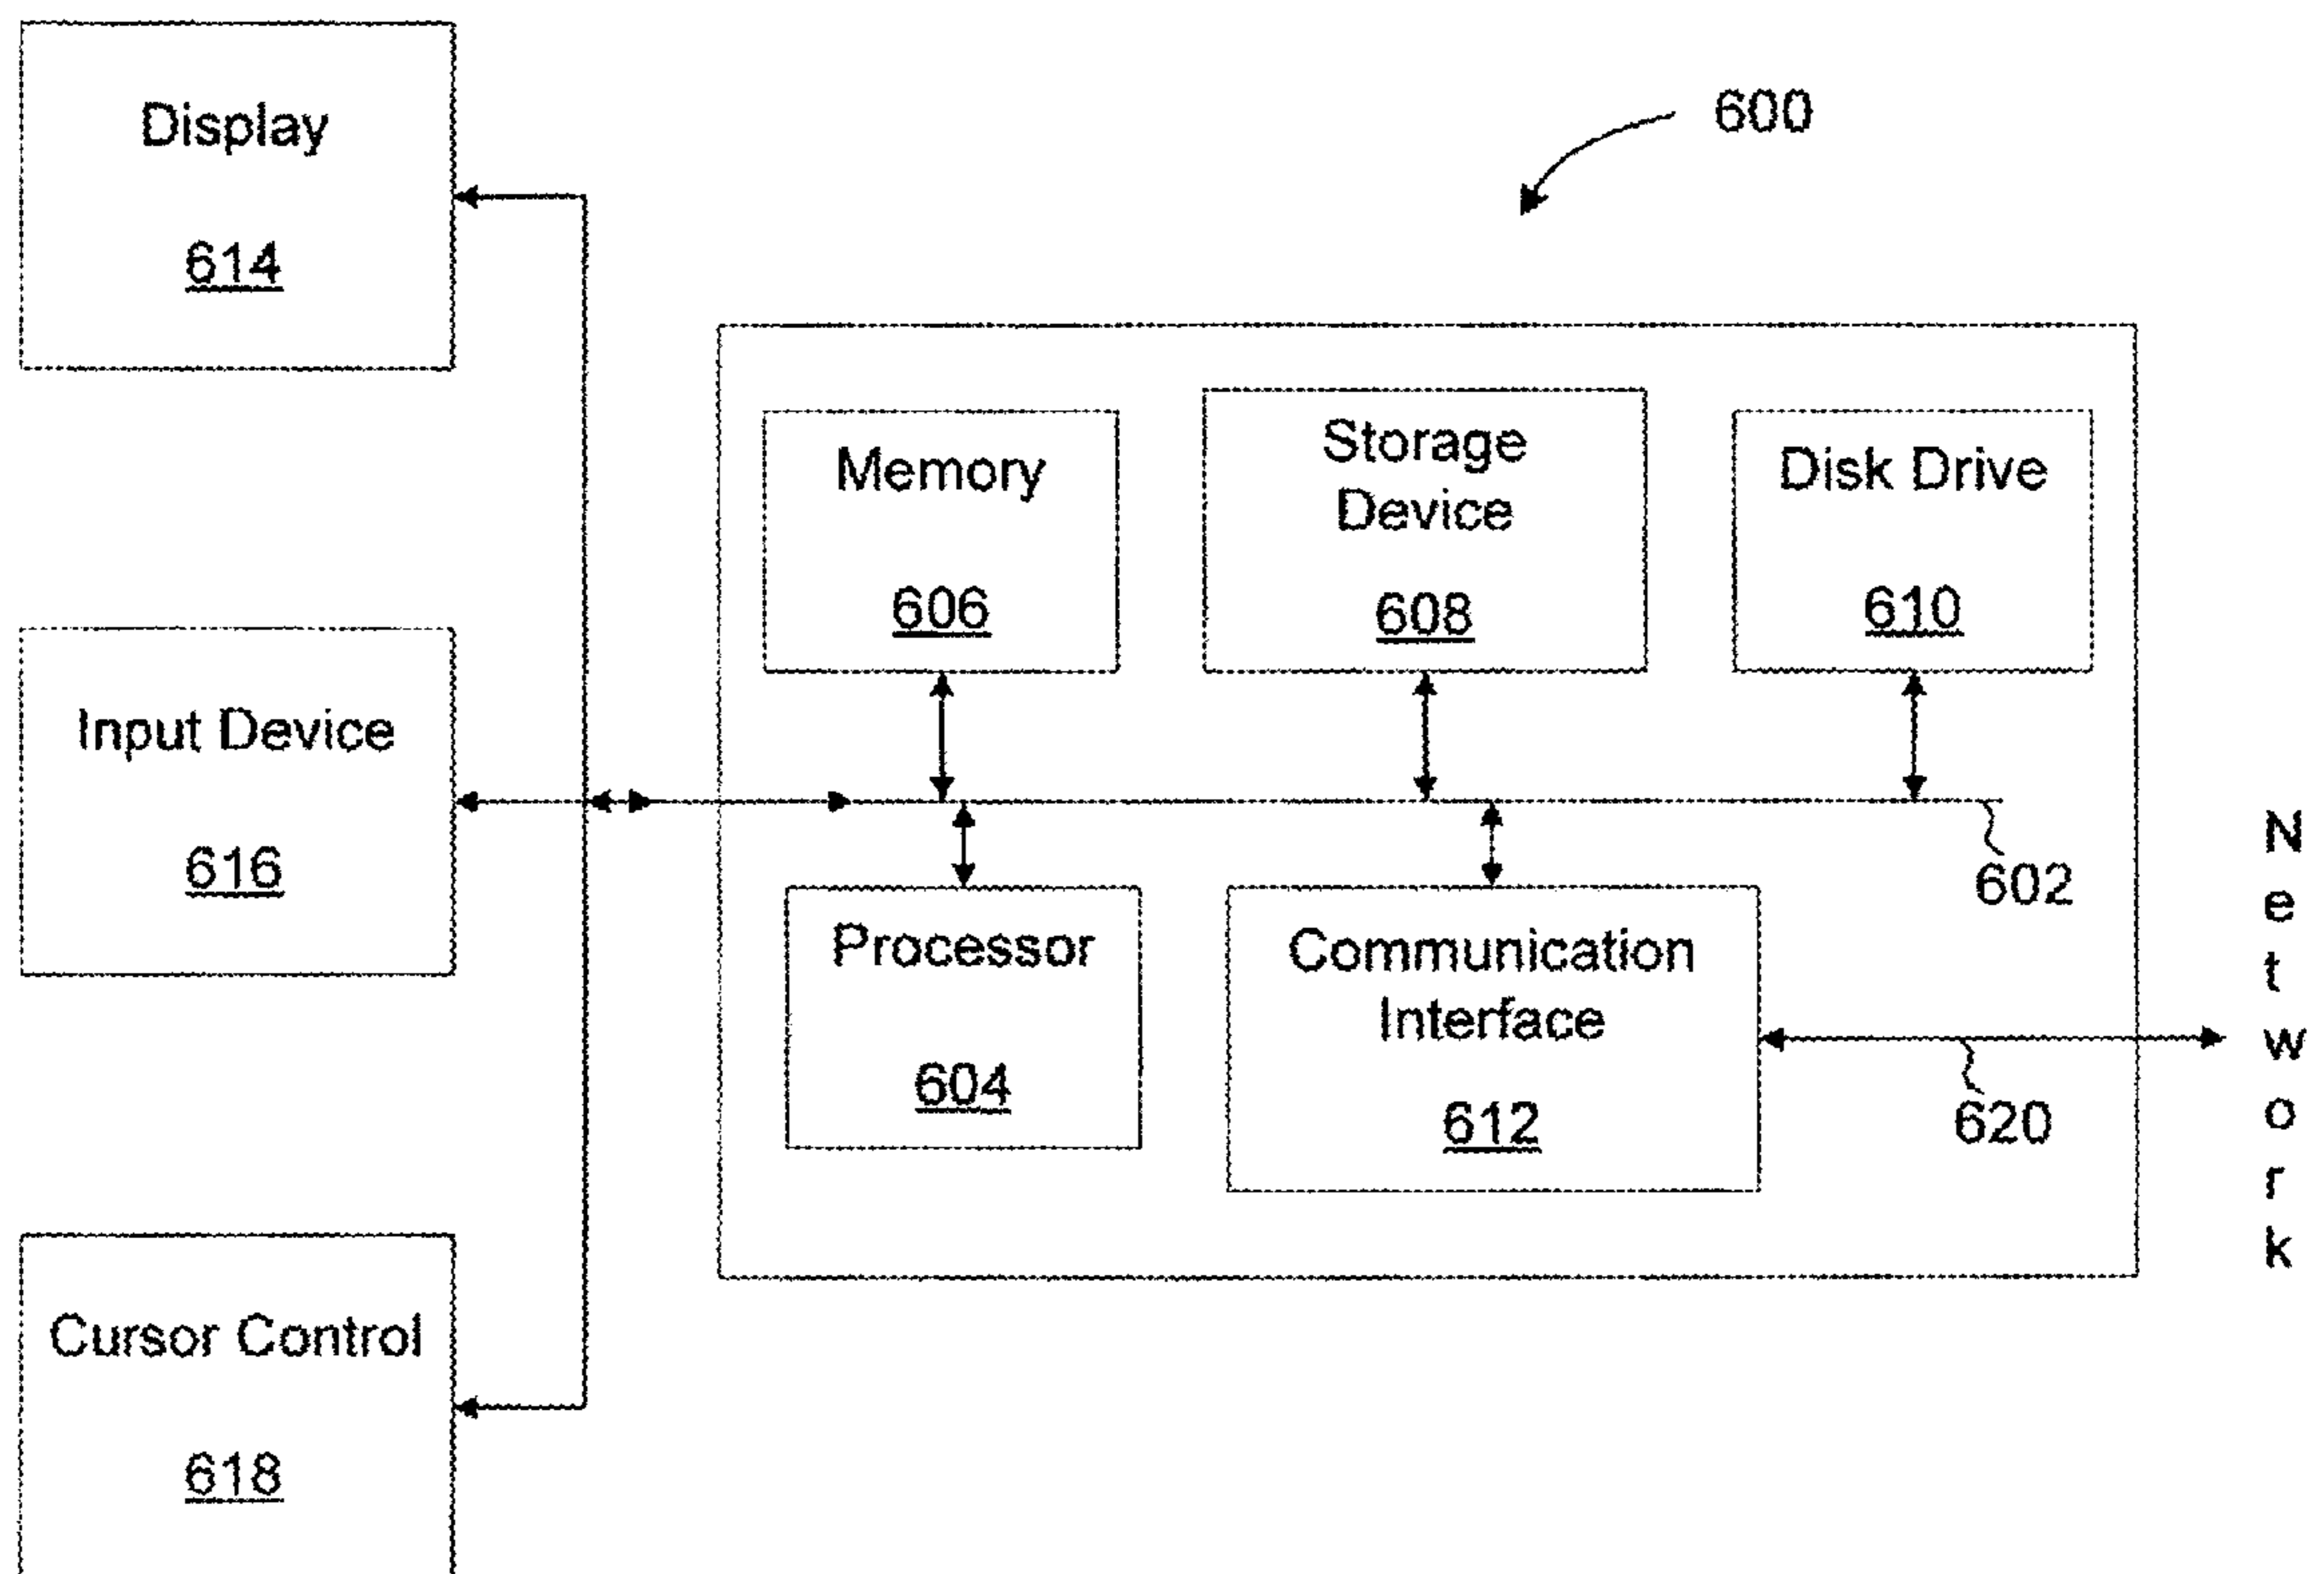 Display
614
600
Memory
606
Storage
Device
608
Disk Drive
610
Input Device
616
602
Processor
604
Communication
Interface
612
620
Network
Cursor Control
618